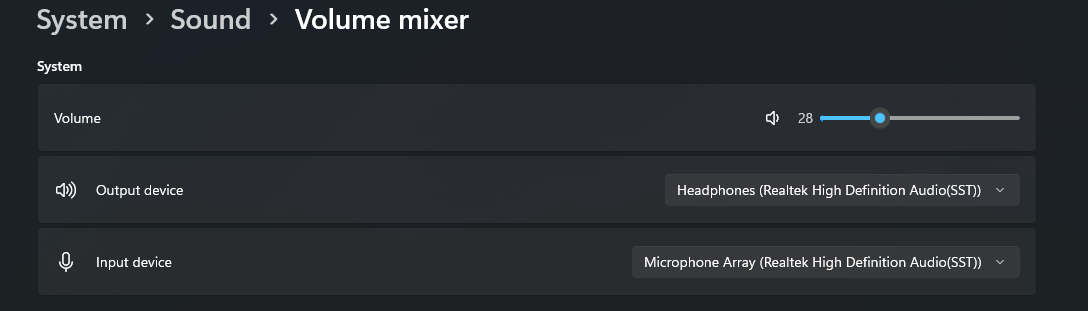 System > Sound > Volume mixer
System
Volume 28
Output device Headphones (Realtek High Definition Audio(SST))
Input device Microphone Array (Realtek High Definition Audio(SST))